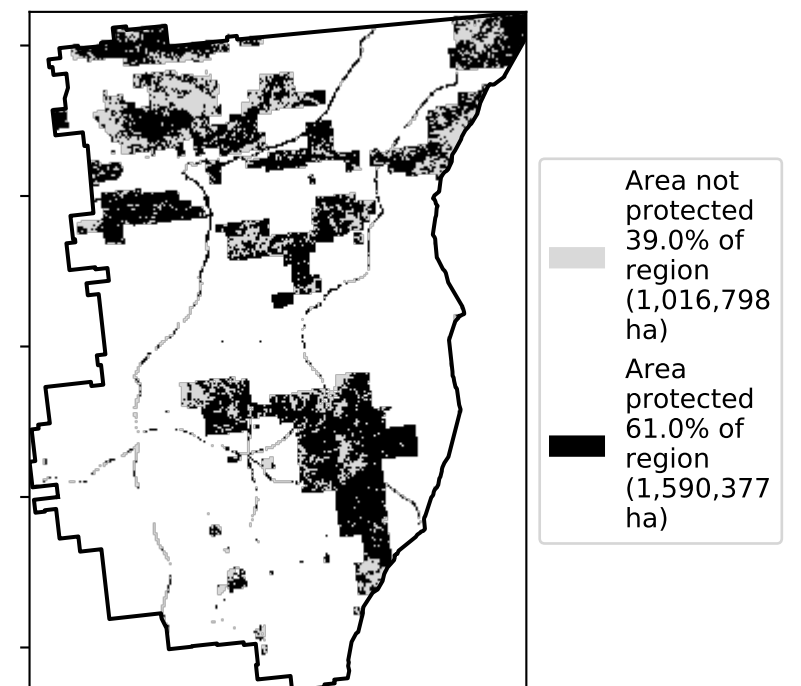 Area not
protected
39.0% of
region
(1,016,798
ha)
Area
protected
61.0% of
region
(1,590,377
ha)